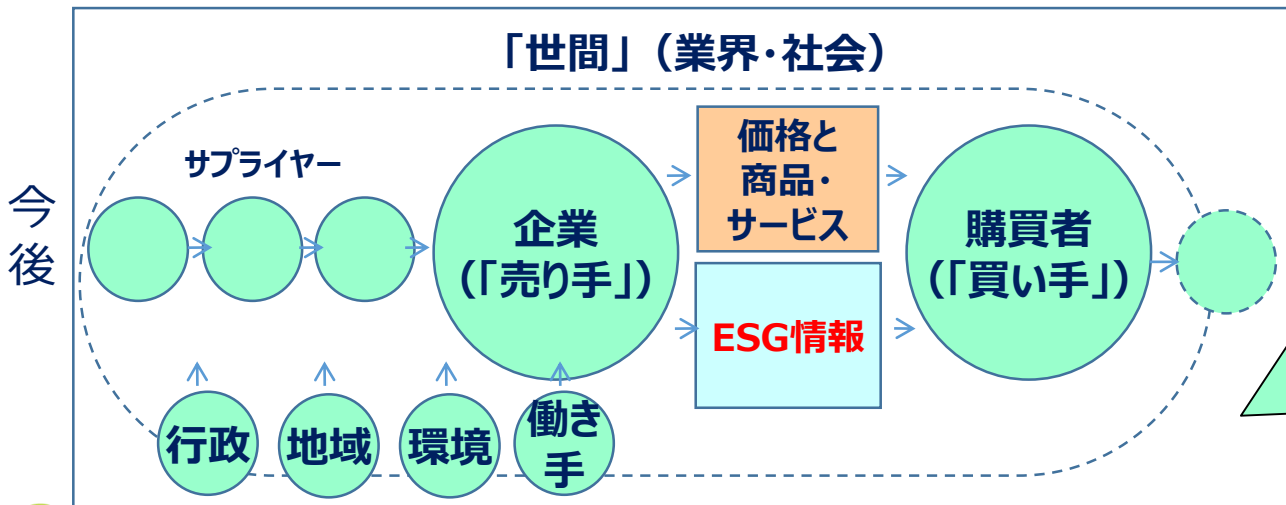 「世間」（業界・社会）
今
後
サプライヤー
企業
（「売り手」）
価格と
商品・
サービス
ESG情報
購買者
（「買い手」）
行政
地域
環境
働き
手